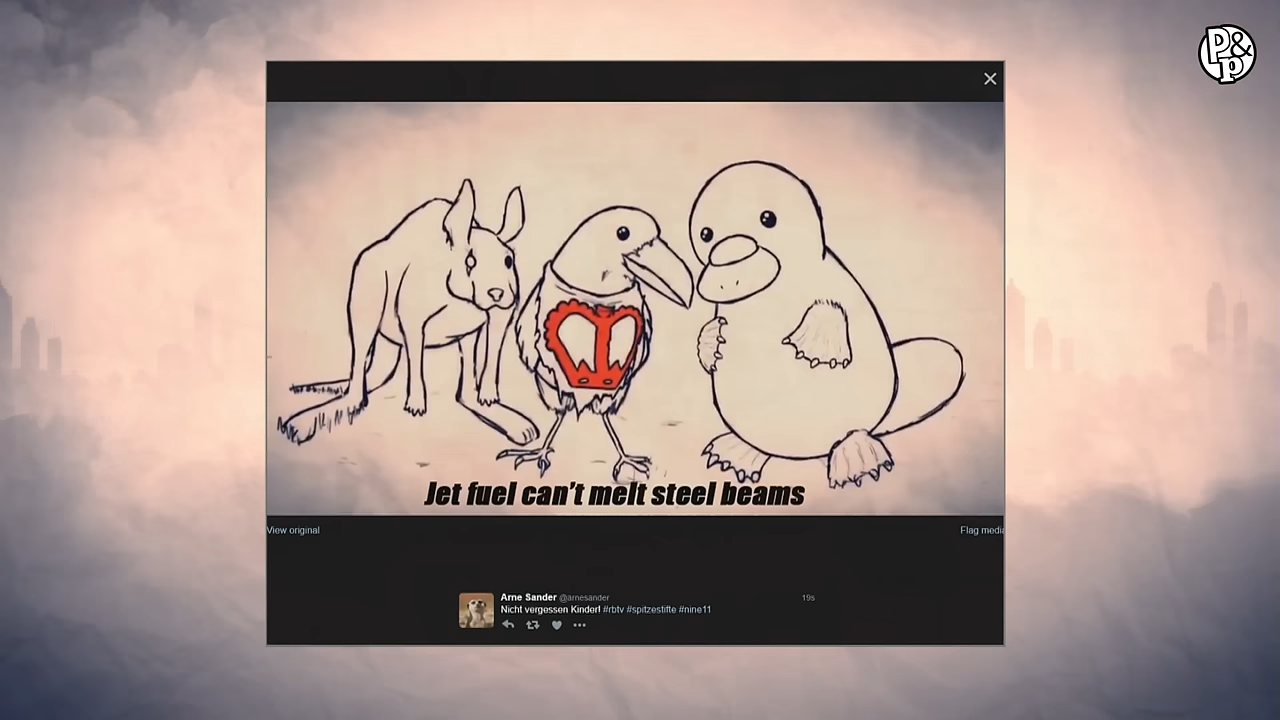 P&P
Jet fuel can't melt steel beams
View original
Flag media
Arne Sander @arnesander
19s
Nicht vergessen Kinder! #rbtv #spitzestifte #nine11